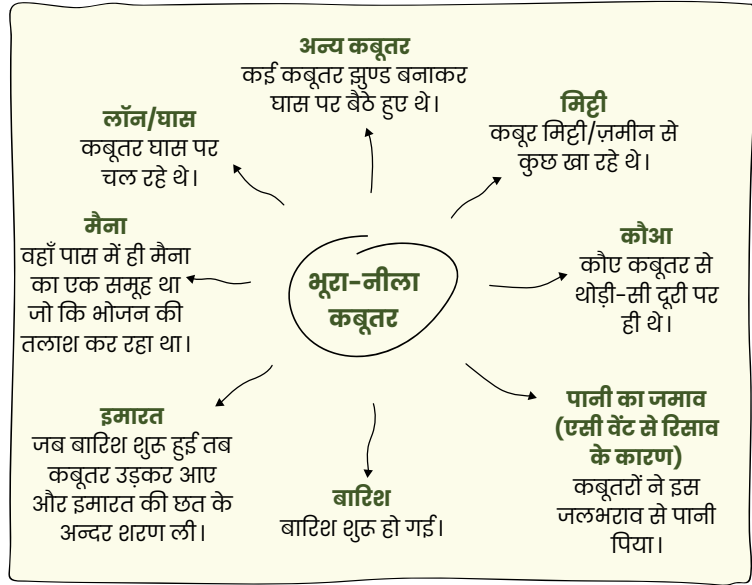 अन्य कबूतर
कई कबूतर झुण्ड बनाकर
घास पर बैठे हुए थे।
लॉन/घास
कबूतर घास पर
चल रहे थे।
मिट्टी
कबूर मिट्टी/ज़मीन से
कुछ खा रहे थे।
मैना
वहाँ पास में ही मैना
का एक समूह था
जो कि भोजन की
तलाश कर रहा था।
भूरा-नीला
कबूतर
कौआ
कौए कबूतर से
थोड़ी-सी दूरी पर
ही थे।
इमारत
जब बारिश शुरू हुई तब
कबूतर उड़कर आए
और इमारत की छत के
अन्दर शरण ली।
बारिश
बारिश शुरू हो गई।
पानी का जमाव
(एसी वेंट से रिसाव
के कारण)
कबूतरों ने इस
जलभराव से पानी
पिया।